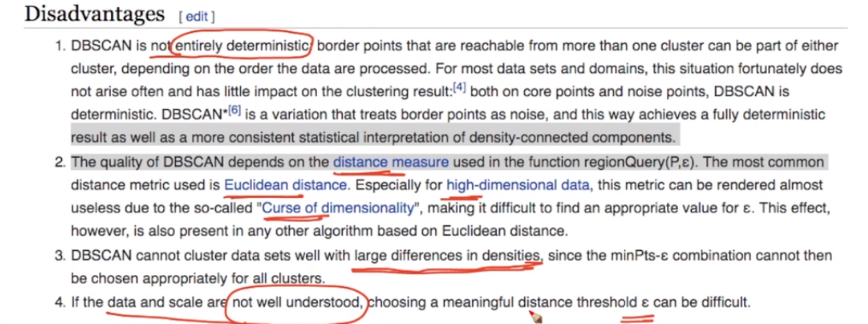 Disadvantages [ edit ]
1. DBSCAN is not entirely deterministic: border points that are reachable from more than one cluster can be part of either
cluster, depending on the order the data are processed. For most data sets and domains, this situation fortunately does
not arise often and has little impact on the clustering result:[4] both on core points and noise points, DBSCAN is
deterministic. DBSCAN*[6] is a variation that treats border points as noise, and this way achieves a fully deterministic
result as well as a more consistent statistical interpretation of density-connected components.
2. The quality of DBSCAN depends on the distance measure used in the function regionQuery(P,ε). The most common
distance metric used is Euclidean distance. Especially for high-dimensional data, this metric can be rendered almost
useless due to the so-called "Curse of dimensionality", making it difficult to find an appropriate value for ε. This effect,
however, is also present in any other algorithm based on Euclidean distance.
3. DBSCAN cannot cluster data sets well with large differences in densities, since the minPts-ε combination cannot then
be chosen appropriately for all clusters.
4. If the data and scale are not well understood, choosing a meaningful distance threshold ε can be difficult.